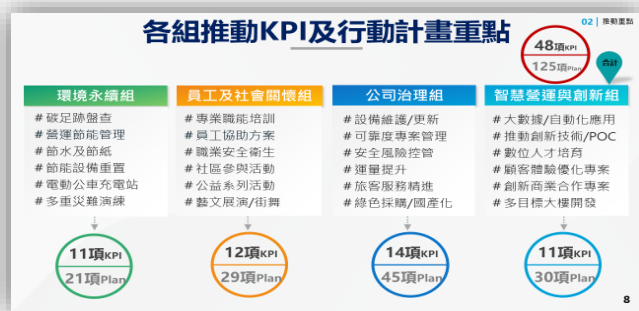 02 | 推動重點
各組推動KPI及行動計畫重點
48項KPI
125項Plan
合計
環境永續組
# 碳足跡盤查
# 營運節能管理
# 節水及節紙
# 節能設備重置
# 電動公車充電站
# 多重災難演練
11項KPI
21項Plan
員工及社會關懷組
# 專業職能培訓
# 員工協助方案
# 職業安全衛生
# 社區參與活動
# 公益系列活動
# 藝文展演/街舞
12項KPI
29項Plan
公司治理組
# 設備維護/更新
# 可靠度專案管理
# 安全風險控管
# 運量提升
# 旅客服務精進
# 綠色採購/國產化
14項KPI
45項Plan
智慧營運與創新組
# 大數據/自動化應用
# 推動創新技術/POC
# 數位人才培育
# 顧客體驗優化專案
# 創新商業合作專案
# 多目標大樓開發
11項KPI
30項Plan
8